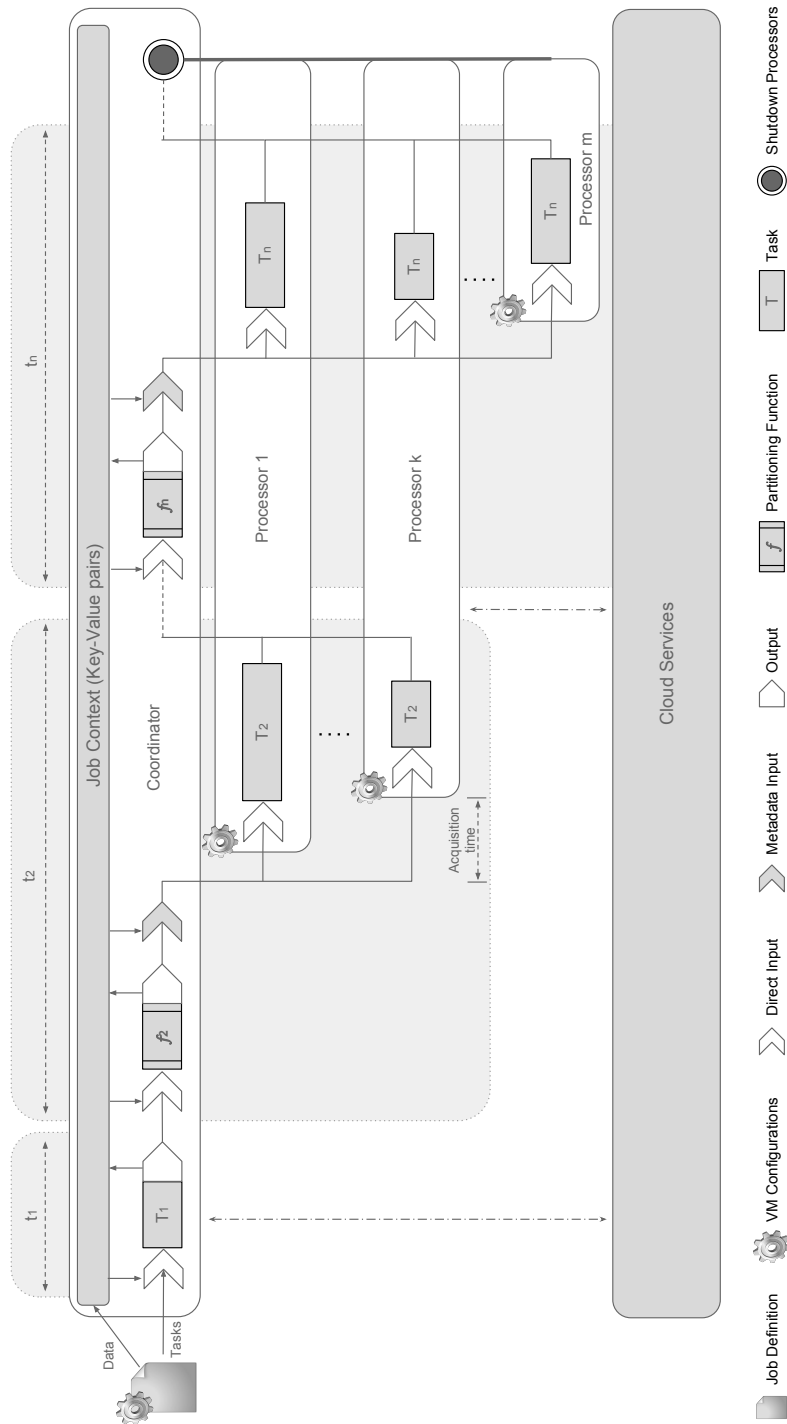 t1
t2
tn
Job Context (Key-Value pairs)
Data
Tasks
Coordinator
T1
f2
fn
T2
Tn
Processor 1
....
Acquisition
time
T2
Processor k
Tn
....
Tn
Processor m
Cloud Services
Job Definition
VM Configurations
Direct Input
Metadata Input
Output
f
Partitioning Function
T
Task
Shutdown Processors